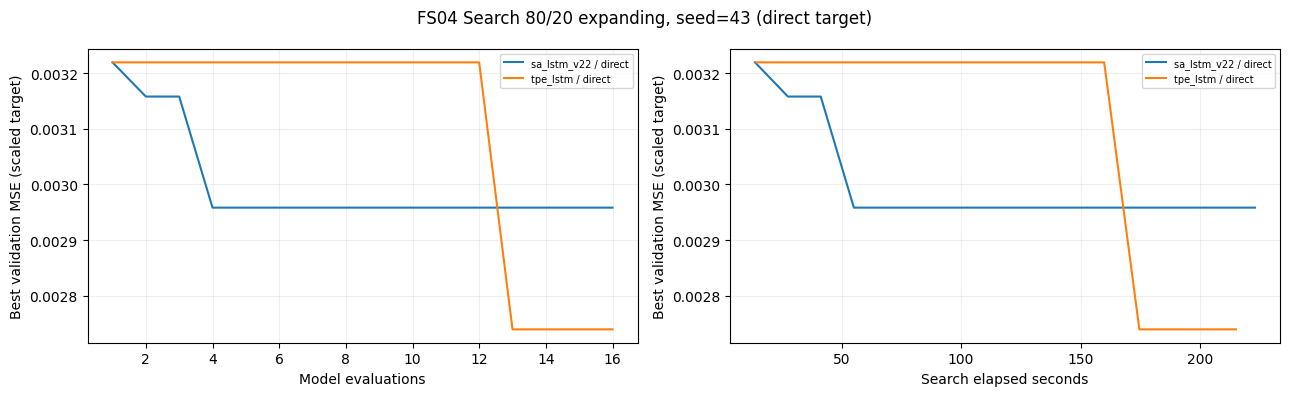 FS04 Search 80/20 expanding, seed=43 (direct target)
Best validation MSE (scaled target)
0.0032
0.0031
0.0030
0.0029
0.0028
sa_lstm_v22 / direct
tpe_lstm / direct
2 4 6 8 10 12 14 16
Model evaluations
Best validation MSE (scaled target)
0.0032
0.0031
0.0030
0.0029
0.0028
sa_lstm_v22 / direct
tpe_lstm / direct
50 100 150 200
Search elapsed seconds